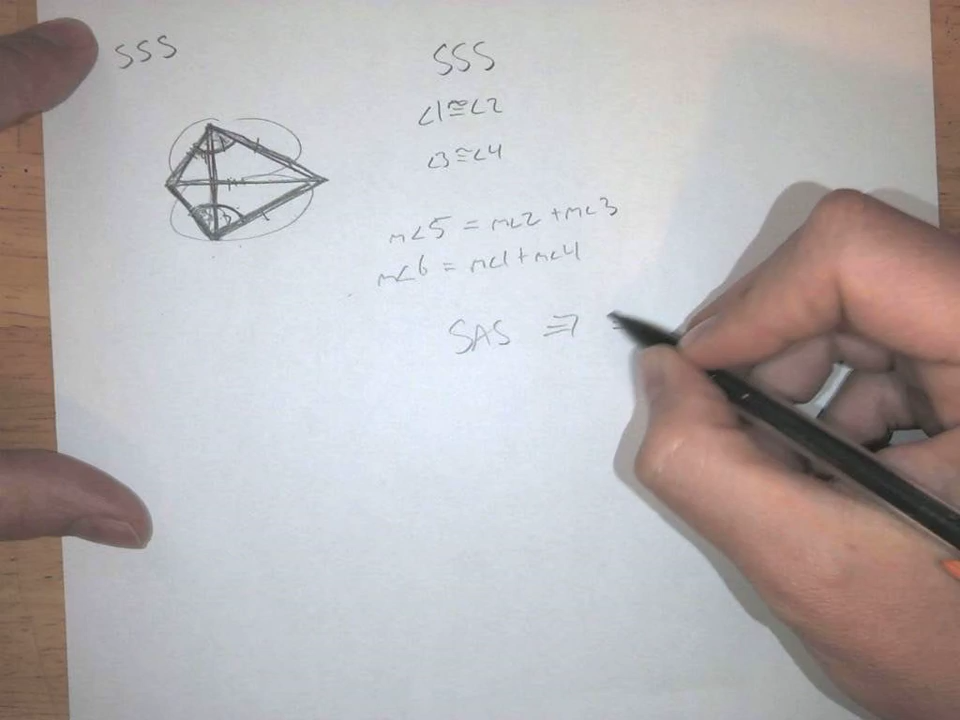 SSS
SSS
∠1≅∠2
∠3≅∠4
m∠5 = m∠2 + m∠3
m∠6 = m∠1 + m∠4
SAS ⇒